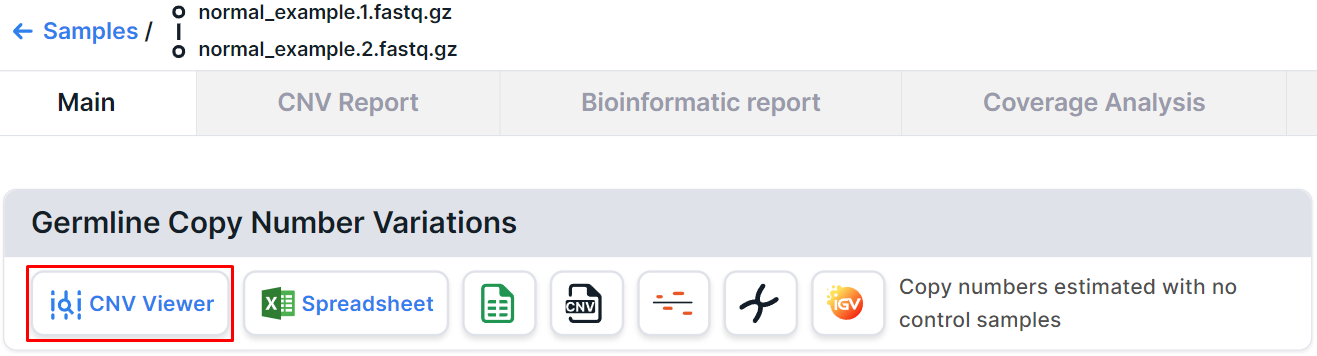 normal_example.1.fastq.gz
← Samples /
normal_example.2.fastq.gz
Main CNV Report Bioinformatic report Coverage Analysis
Germline Copy Number Variations
CNV Viewer Spreadsheet CNV IGV
Copy numbers estimated with no
control samples